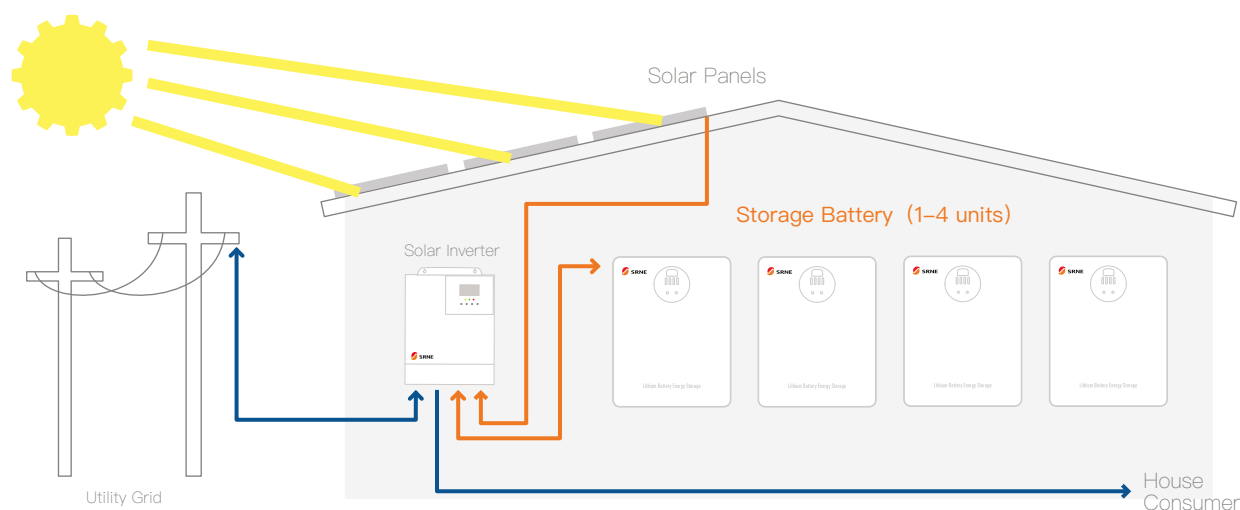 Solar Panels
Storage Battery (1-4 units)
Solar Inverter
SRNE
SRNE
SRNE
SRNE
SRNE
Lithium Battery Energy Storage
Lithium Battery Energy Storage
Lithium Battery Energy Storage
Lithium Battery Energy Storage
Utility Grid
House
Consumer